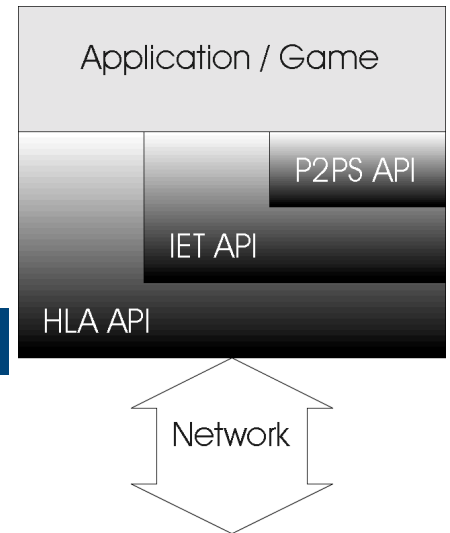 Application / Game
P2PS API
IET API
HLA API
Network